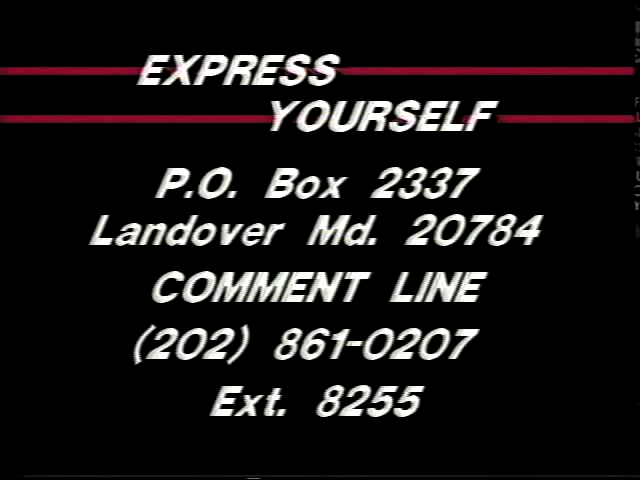 EXPRESS
YOURSELF
P.O. Box 2337
Landover Md. 20784
COMMENT LINE
(202) 861-0207
Ext. 8255